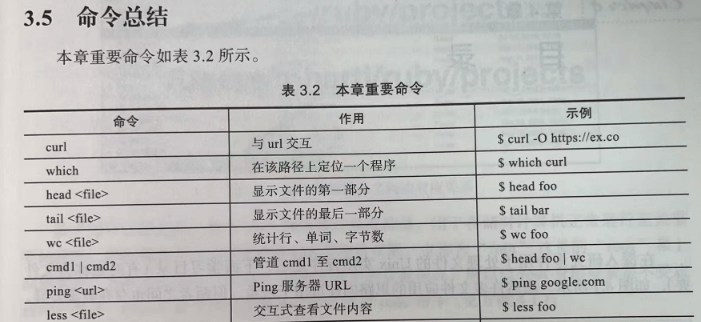 3.5 命令总结
本章重要命令如表 3.2 所示。
表 3.2 本章重要命令
命令 作用 示例
curl 与 url 交互 $ curl -O https://ex.co
which 在该路径上定位一个程序 $ which curl
head <file> 显示文件的第一部分 $ head foo
tail <file> 显示文件的最后一部分 $ tail bar
wc <file> 统计行、单词、字节数 $ wc foo
cmd1 | cmd2 管道 cmd1 至 cmd2 $ head foo | wc
ping <url> Ping 服务器 URL $ ping google.com
less <file> 交互式查看文件内容 $ less foo